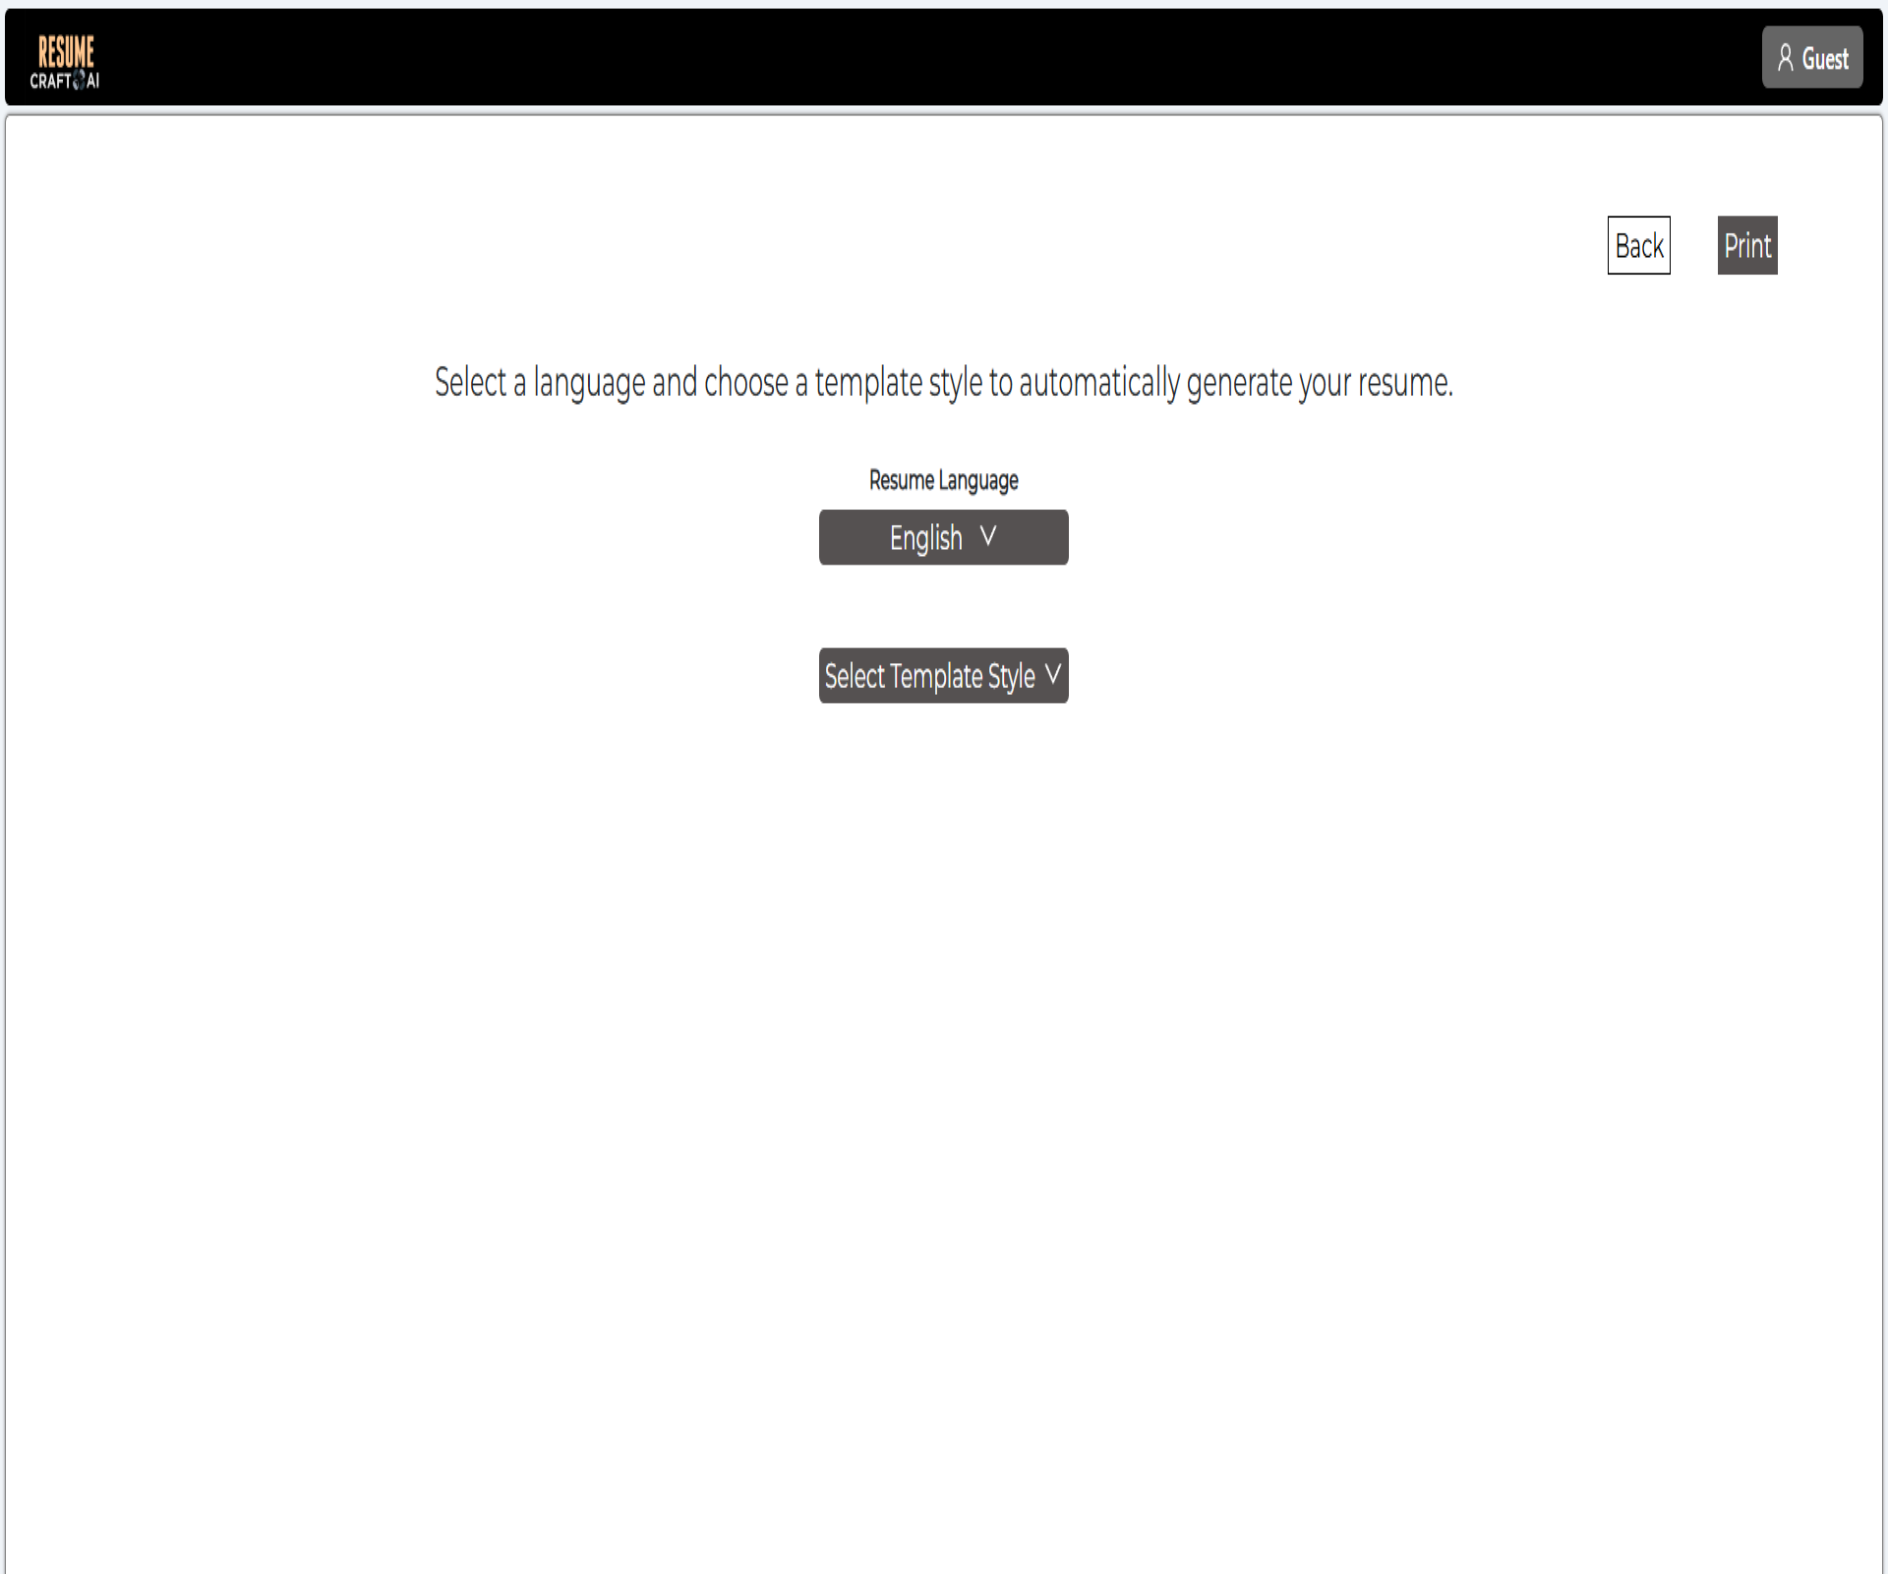 RESUME
CRAFT AI
Guest
Back
Print
Select a language and choose a template style to automatically generate your resume.
Resume Language
English
Select Template Style